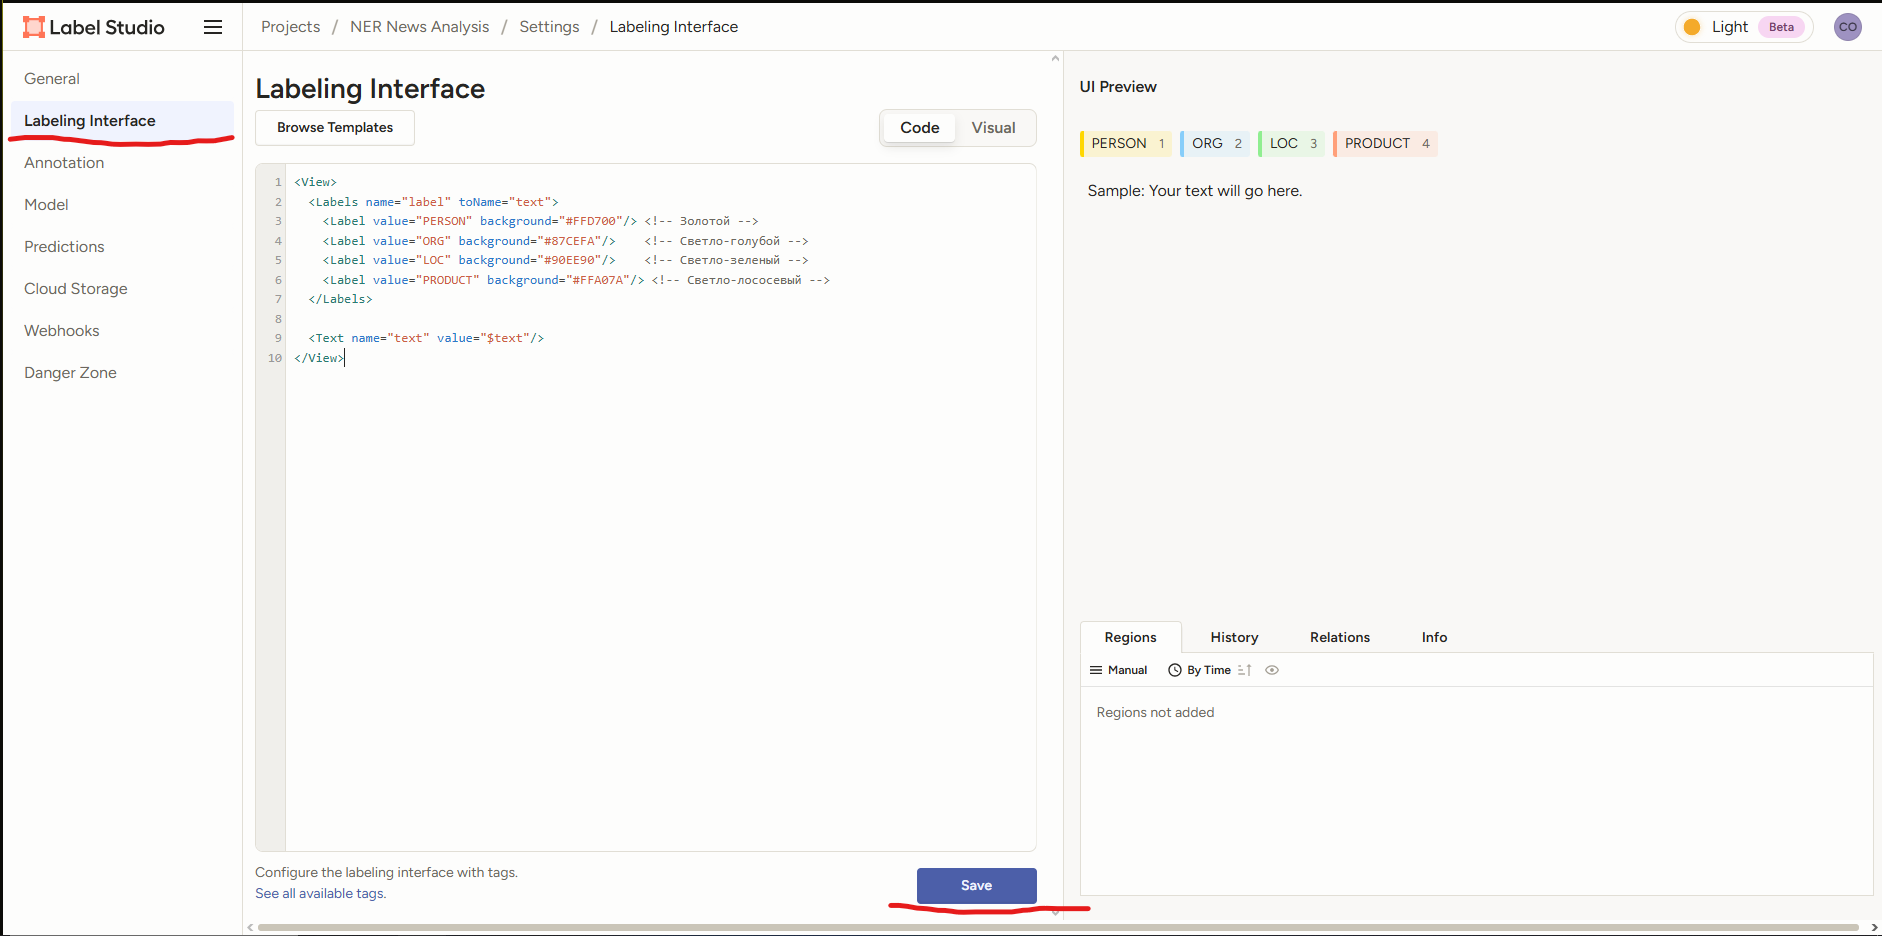 Label Studio
Projects / NER News Analysis / Settings / Labeling Interface
Light Beta
CO
General
Labeling Interface
Annotation
Model
Predictions
Cloud Storage
Webhooks
Danger Zone
Labeling Interface
Browse Templates
Code Visual
1 <View>
2 <Labels name="label" toName="text">
3 <Label value="PERSON" background="#FFD700"/> <!-- Золотой -->
4 <Label value="ORG" background="#87CEFA"/> <!-- Светло-голубой -->
5 <Label value="LOC" background="#90EE90"/> <!-- Светло-зеленый -->
6 <Label value="PRODUCT" background="#FFA07A"/> <!-- Светло-лососевый -->
7 </Labels>
8
9 <Text name="text" value="$text"/>
10 </View>
Configure the labeling interface with tags.
See all available tags.
Save
UI Preview
PERSON 1 ORG 2 LOC 3 PRODUCT 4
Sample: Your text will go here.
Regions History Relations Info
Manual By Time
Regions not added